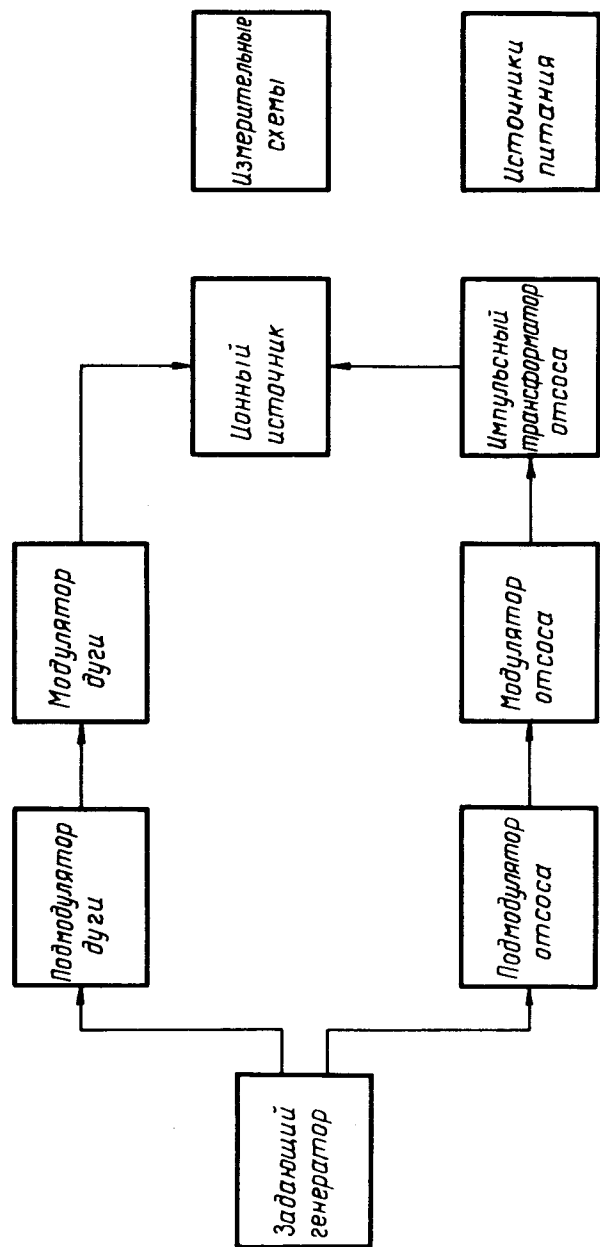 Задающий
генератор
Подмодулятор
дуги
Модулятор
дуги
Ионный
источник
Измерительные
схемы
Подмодулятор
отсоса
Модулятор
отсоса
Импульсный
трансформатор
отсоса
Источники
питания